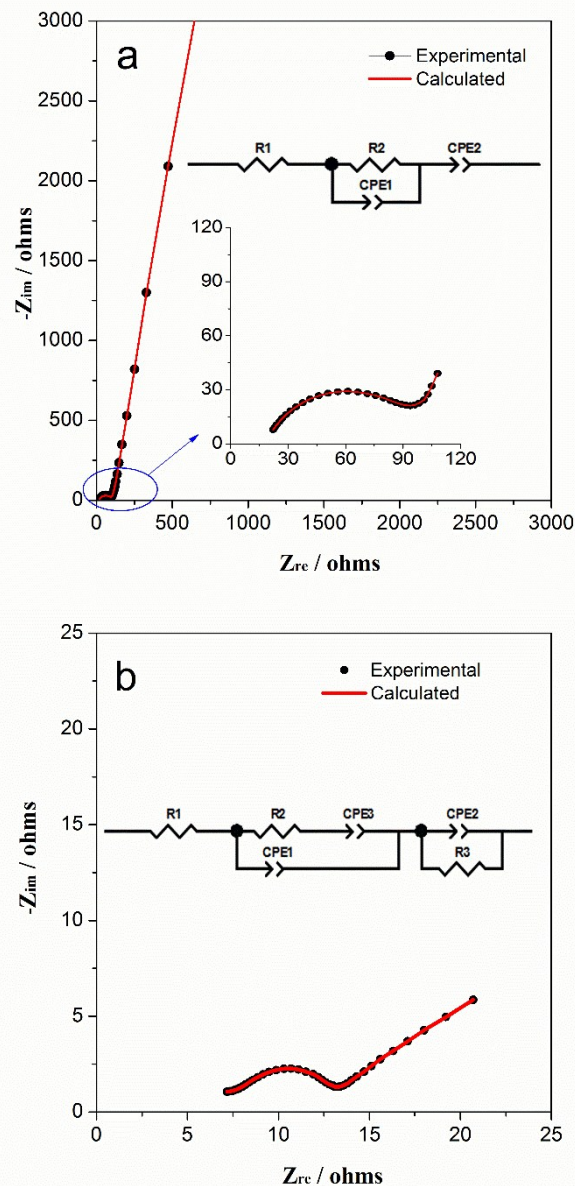 a
Experimental
Calculated
R1
R2
CPE1
CPE2
3000
2500
2000
1500
1000
500
0
-Zim / ohms
120
90
60
30
0
0 30 60 90 120
0 500 1000 1500 2000 2500 3000
Zre / ohms
b
Experimental
Calculated
R1
R2
CPE3
CPE1
CPE2
R3
25
20
15
10
5
0
-Zim / ohms
0 5 10 15 20 25
Zre / ohms